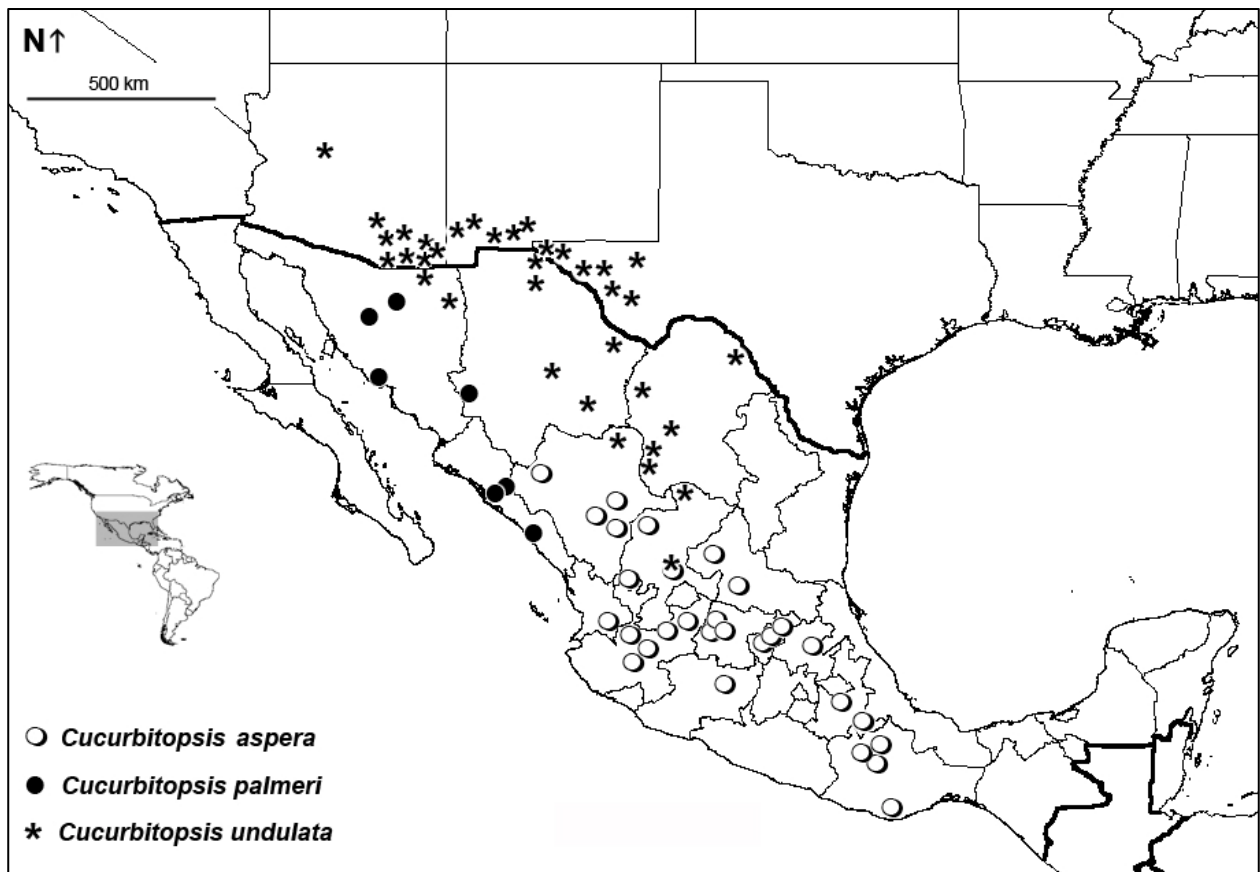 N↑
500 km
Cucurbitopsis aspera
Cucurbitopsis palmeri
Cucurbitopsis undulata